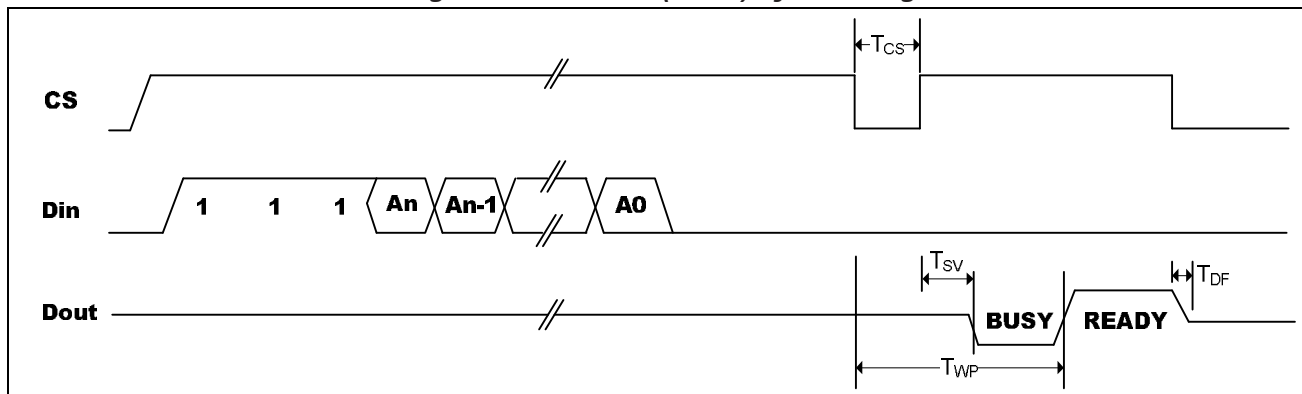 TCS
CS
Din
1 1 1 An An-1 A0
TSV
TDF
Dout
BUSY READY
TWP